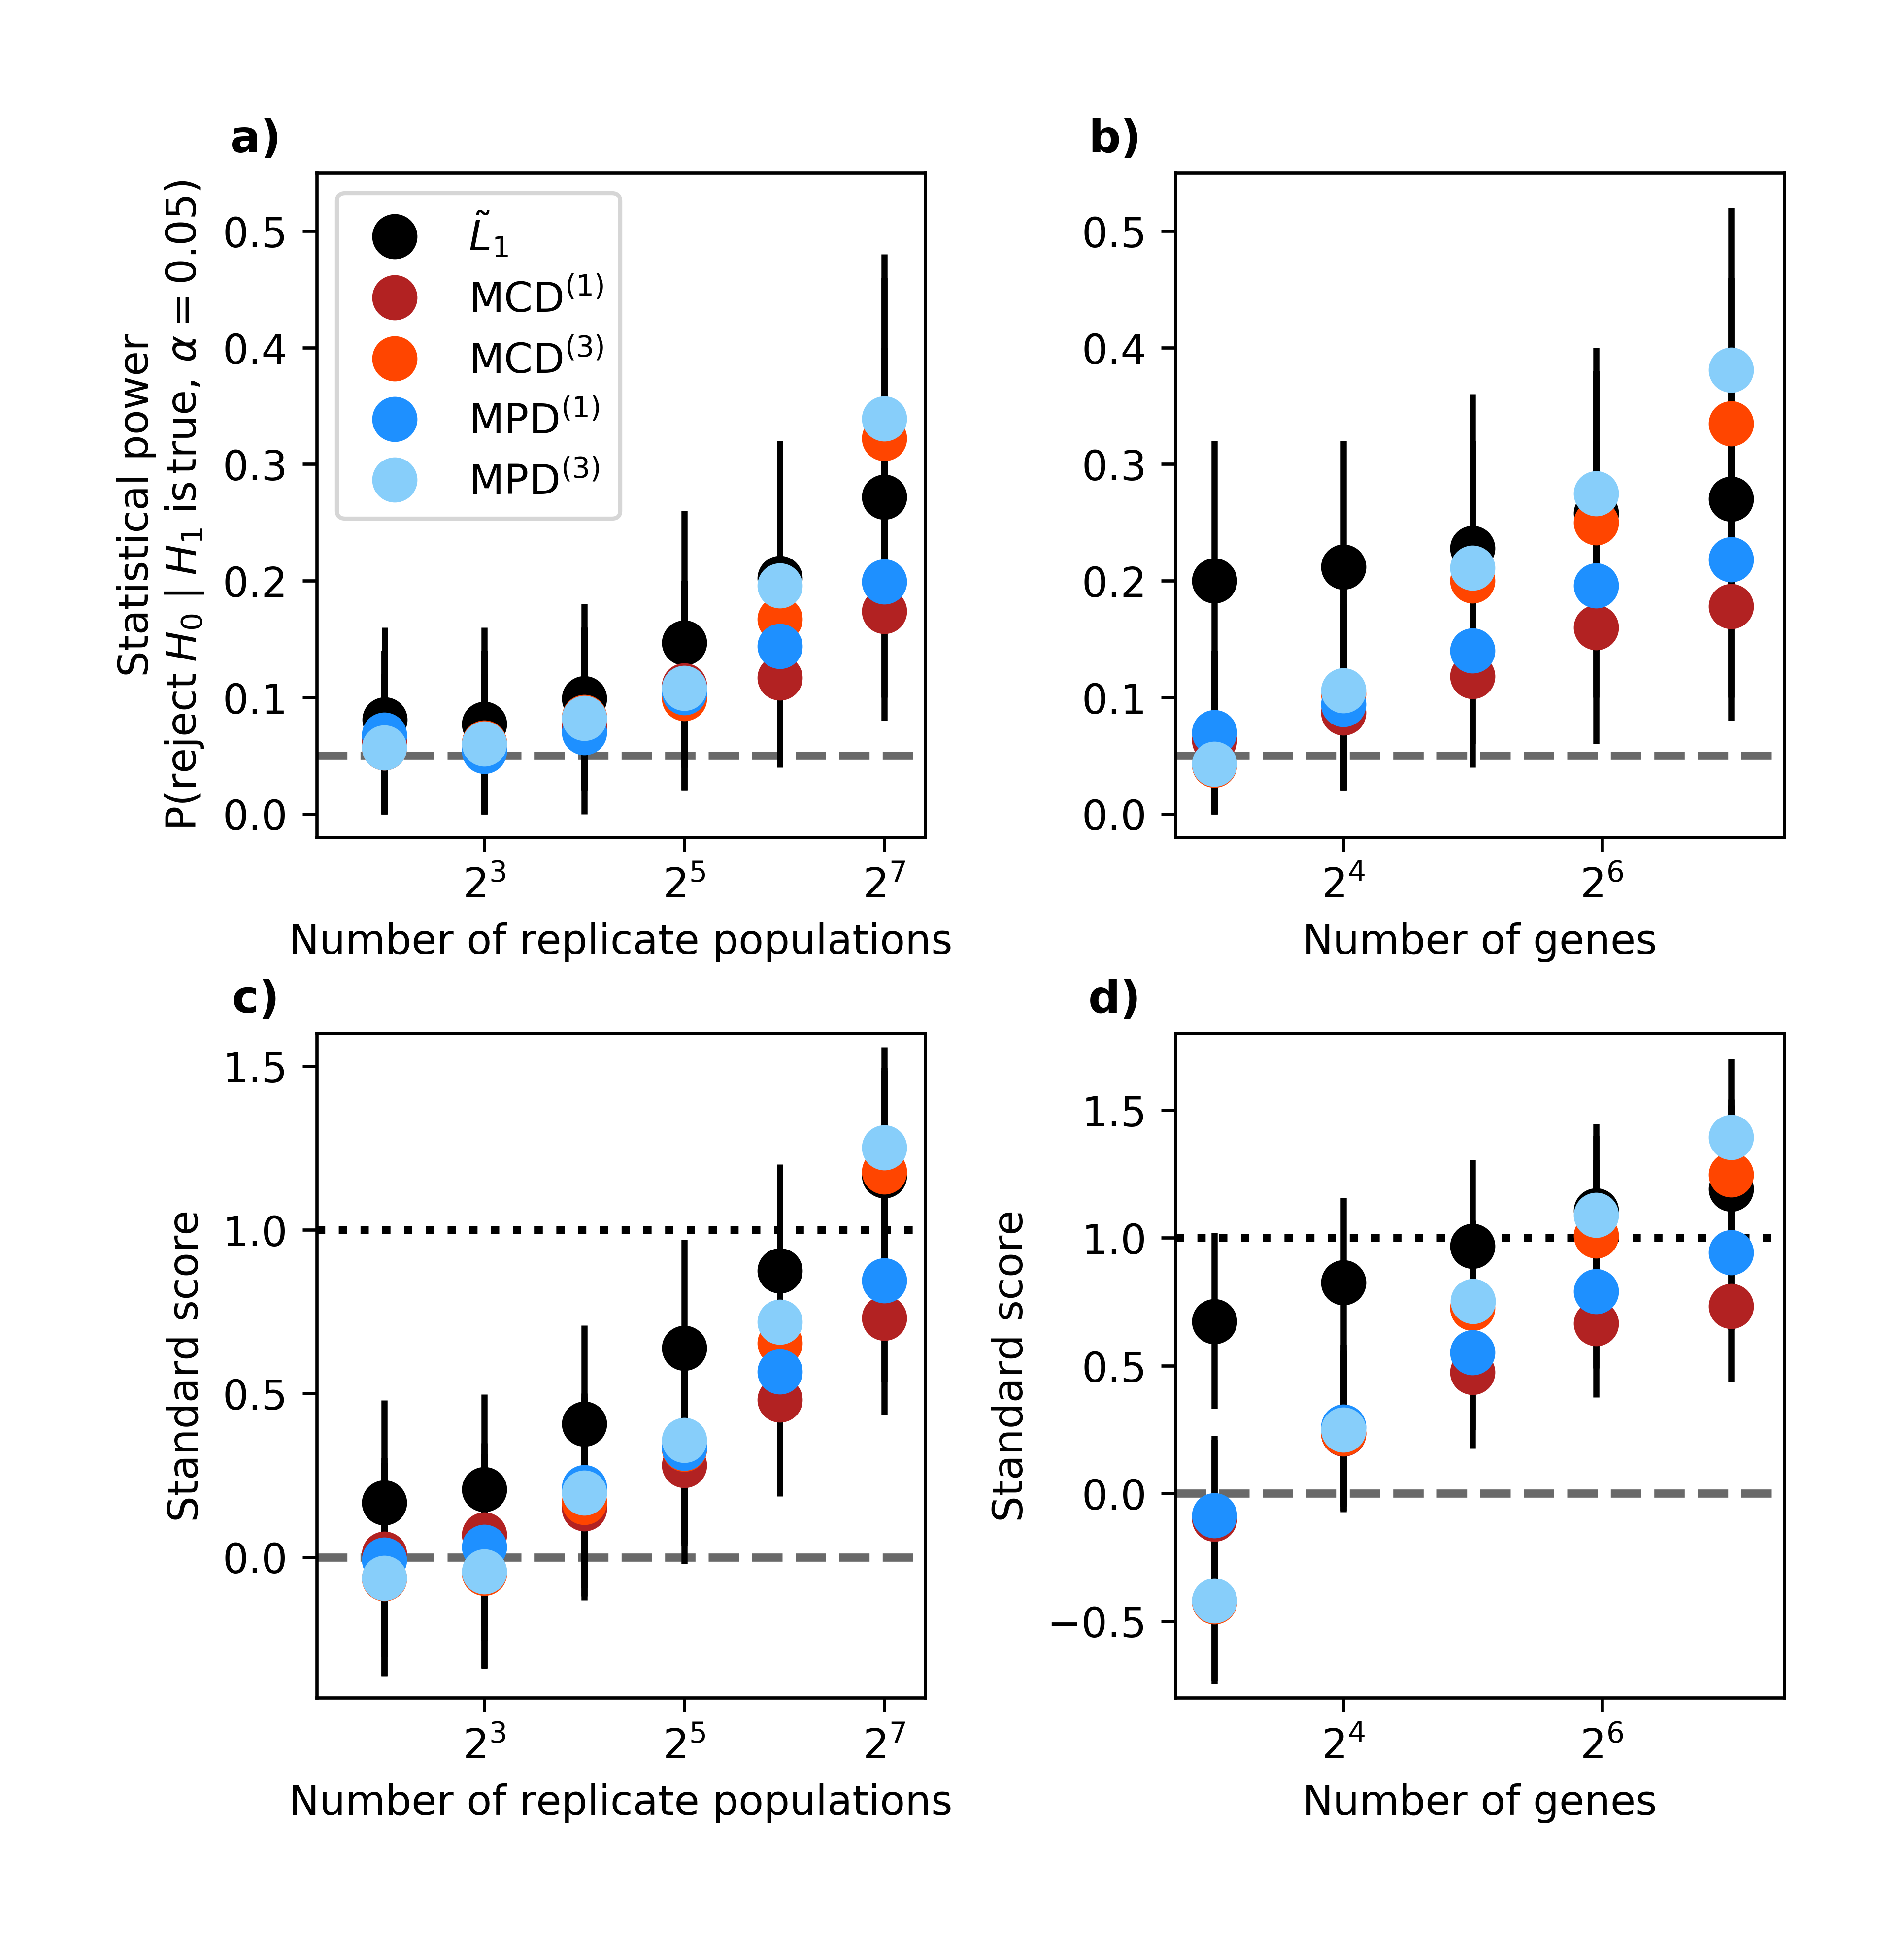 a)
Statistical power
P(reject H₀ | H₁ is true, α = 0.05)
0.5
0.4
0.3
0.2
0.1
0.0
L̃₁
MCD⁽¹⁾
MCD⁽³⁾
MPD⁽¹⁾
MPD⁽³⁾
2³ 2⁵ 2⁷
Number of replicate populations
b)
0.5
0.4
0.3
0.2
0.1
0.0
2⁴ 2⁶
Number of genes
c)
Standard score
1.5
1.0
0.5
0.0
2³ 2⁵ 2⁷
Number of replicate populations
d)
Standard score
1.5
1.0
0.5
0.0
−0.5
2⁴ 2⁶
Number of genes